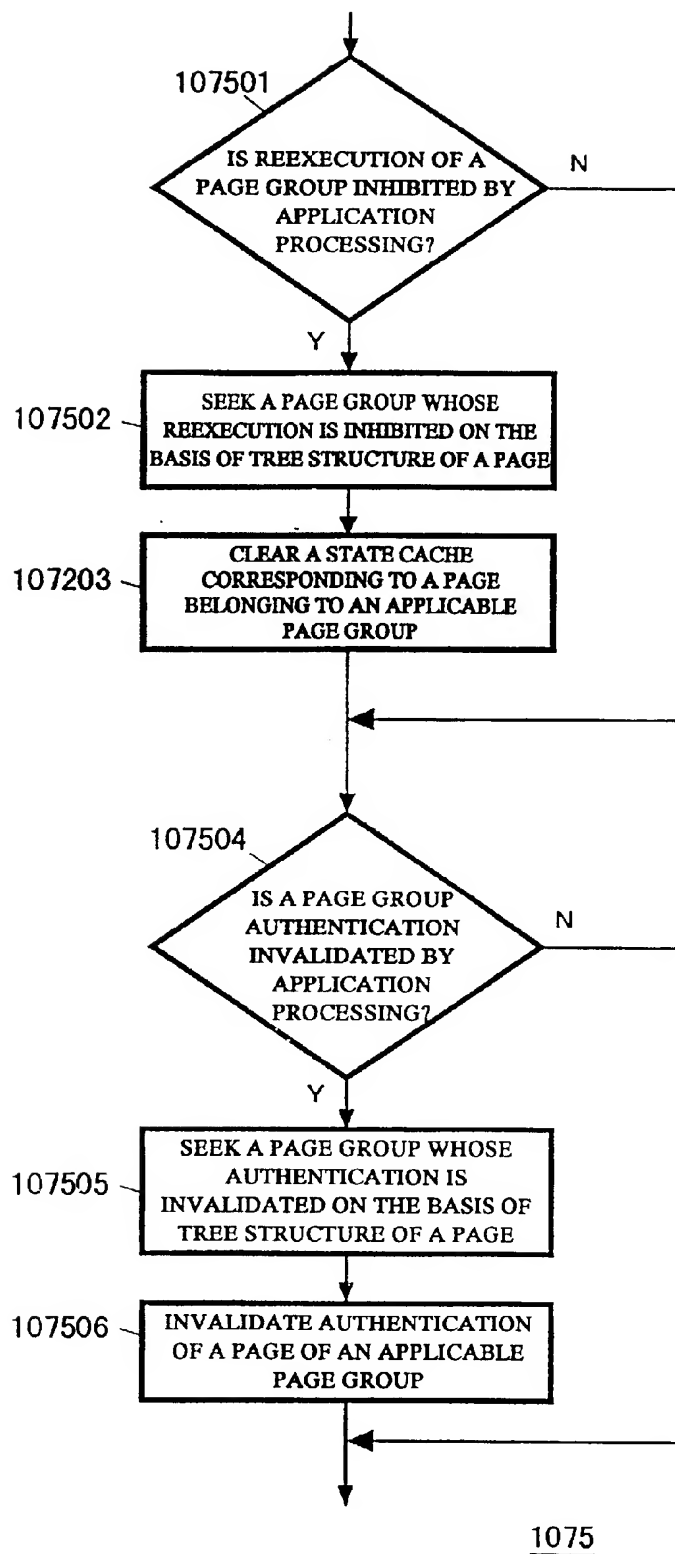 107501
IS REEXECUTION OF A
PAGE GROUP INHIBITED BY
APPLICATION
PROCESSING?
N
Y
107502
SEEK A PAGE GROUP WHOSE
REEXECUTION IS INHIBITED ON THE
BASIS OF TREE STRUCTURE OF A PAGE
107203
CLEAR A STATE CACHE
CORRESPONDING TO A PAGE
BELONGING TO AN APPLICABLE
PAGE GROUP
107504
IS A PAGE GROUP
AUTHENTICATION
INVALIDATED BY
APPLICATION
PROCESSING?
N
Y
107505
SEEK A PAGE GROUP WHOSE
AUTHENTICATION IS
INVALIDATED ON THE BASIS OF
TREE STRUCTURE OF A PAGE
107506
INVALIDATE AUTHENTICATION
OF A PAGE OF AN APPLICABLE
PAGE GROUP
1075